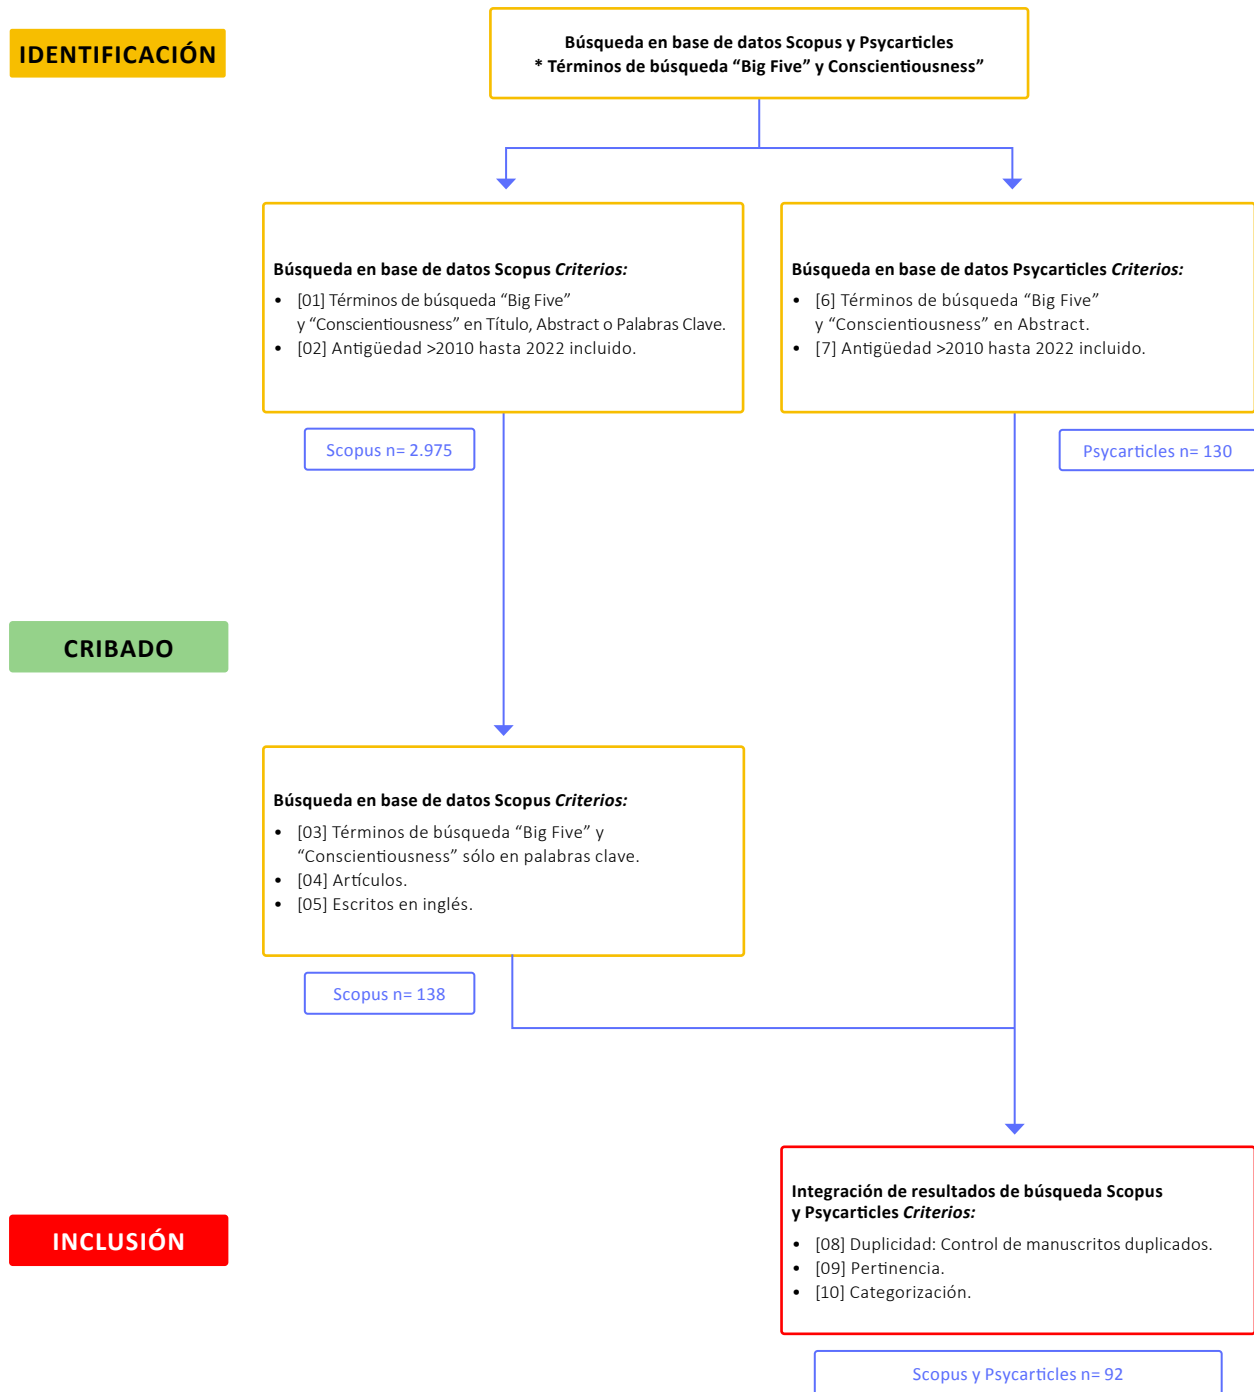 IDENTIFICACIÓN
Búsqueda en base de datos Scopus y Psycarticles
* Términos de búsqueda “Big Five” y Conscientiousness”
Búsqueda en base de datos Scopus Criterios:
• [01] Términos de búsqueda “Big Five”
y “Conscientiousness” en Título, Abstract o Palabras Clave.
• [02] Antigüedad >2010 hasta 2022 incluido.
Scopus n= 2.975
Búsqueda en base de datos Psycarticles Criterios:
• [6] Términos de búsqueda “Big Five”
y “Conscientiousness” en Abstract.
• [7] Antigüedad >2010 hasta 2022 incluido.
Psycarticles n= 130
CRIBADO
Búsqueda en base de datos Scopus Criterios:
• [03] Términos de búsqueda “Big Five” y
“Conscientiousness” sólo en palabras clave.
• [04] Artículos.
• [05] Escritos en inglés.
Scopus n= 138
INCLUSIÓN
Integración de resultados de búsqueda Scopus
y Psycarticles Criterios:
• [08] Duplicidad: Control de manuscritos duplicados.
• [09] Pertinencia.
• [10] Categorización.
Scopus y Psycarticles n= 92